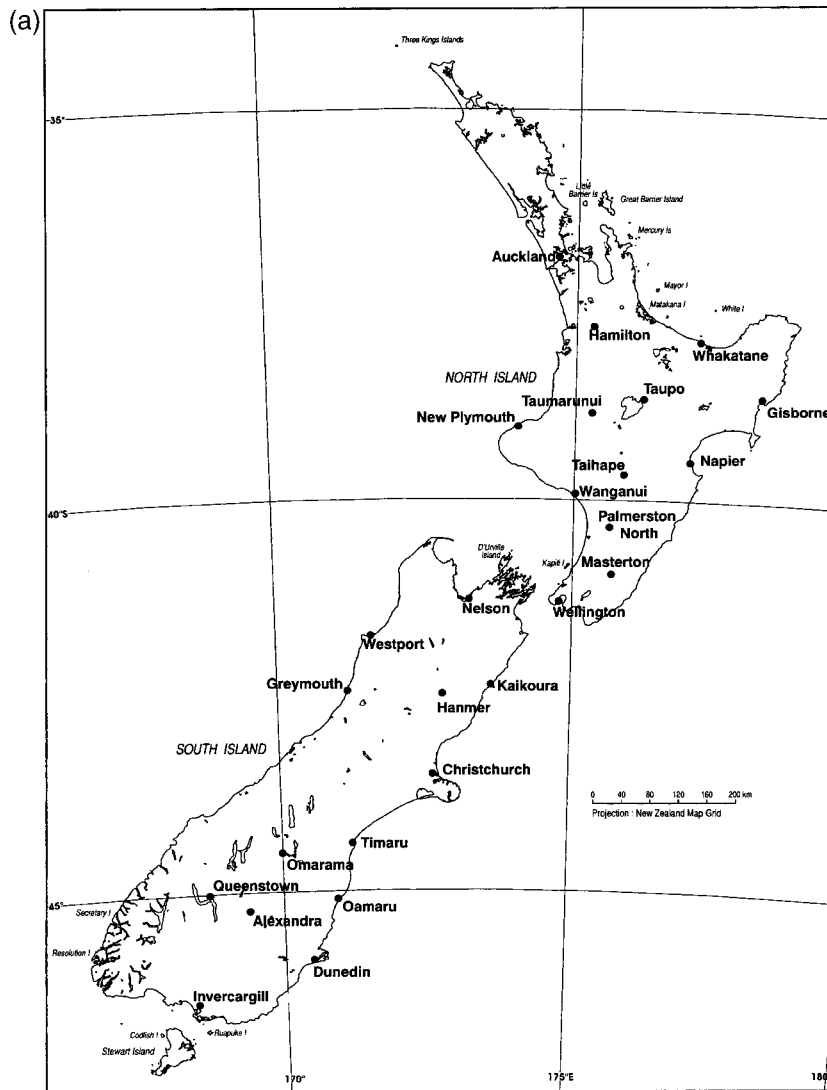 (a)
Three Kings Islands
35°
Little
Barrier Is
Great Barrier Island
Mercury Is
Auckland
Mayor I
Matakana I
White I
Hamilton
Whakatane
NORTH ISLAND
Taupo
Taumarunui
Gisborne
New Plymouth
Taihape
Napier
Wanganui
40°S
Palmerston
North
D'Urville
Island
Kapiti I
Masterton
Nelson
Wellington
Westport
Greymouth
Kaikoura
Hanmer
SOUTH ISLAND
Christchurch
0 40 80 120 160 200 km
Projection : New Zealand Map Grid
Timaru
Omarama
Queenstown
45°
Secretary I
Alexandra
Oamaru
Resolution I
Dunedin
Invercargill
Codfish I
Ruapuke I
Stewart Island
170°
175°E
180